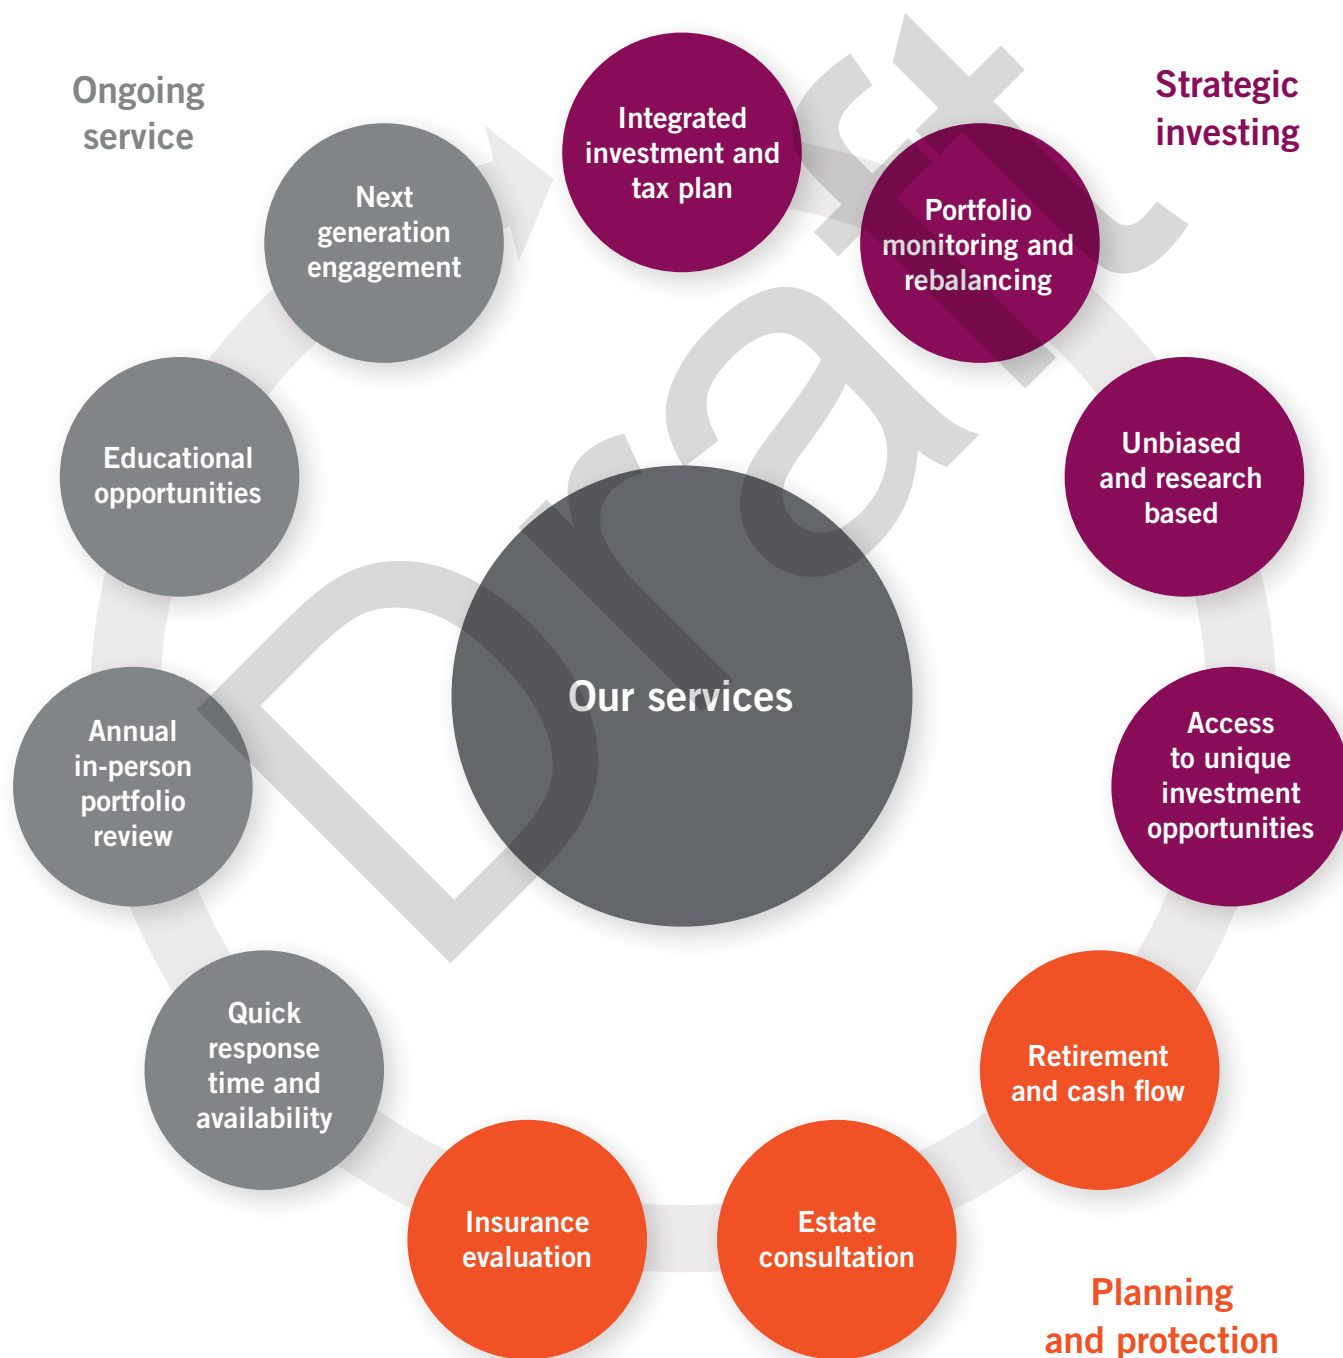 Ongoing
service
Strategic
investing
Integrated
investment and
tax plan
Portfolio
monitoring and
rebalancing
Unbiased
and research
based
Access
to unique
investment
opportunities
Retirement
and cash flow
Estate
consultation
Insurance
evaluation
Quick
response
time and
availability
Annual
in-person
portfolio
review
Educational
opportunities
Next
generation
engagement
Our services
Planning
and protection
Draft